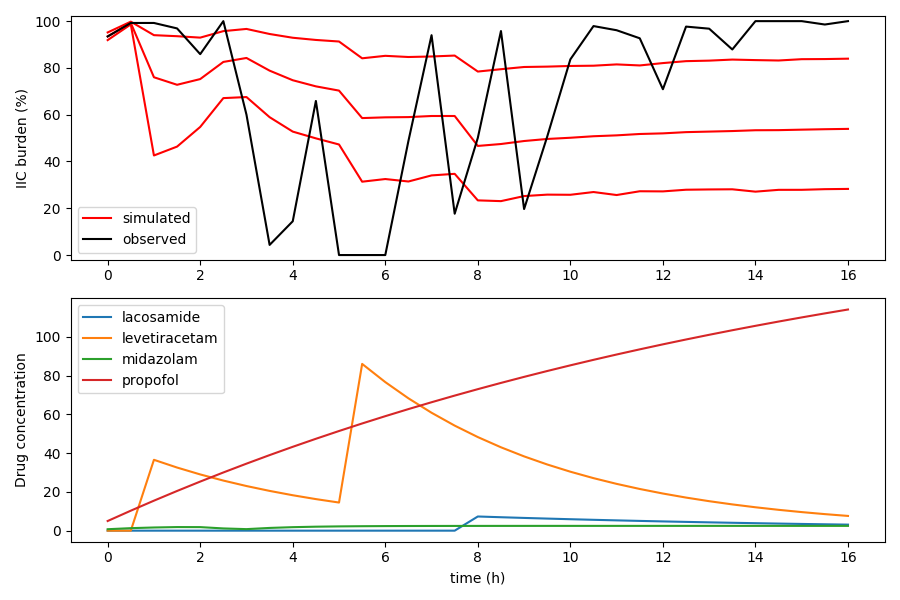 100
80
60
40
20
0
IIC burden (%)
simulated
observed
0 2 4 6 8 10 12 14 16
100
80
60
40
20
0
Drug concentration
lacosamide
levetiracetam
midazolam
propofol
0 2 4 6 8 10 12 14 16
time (h)